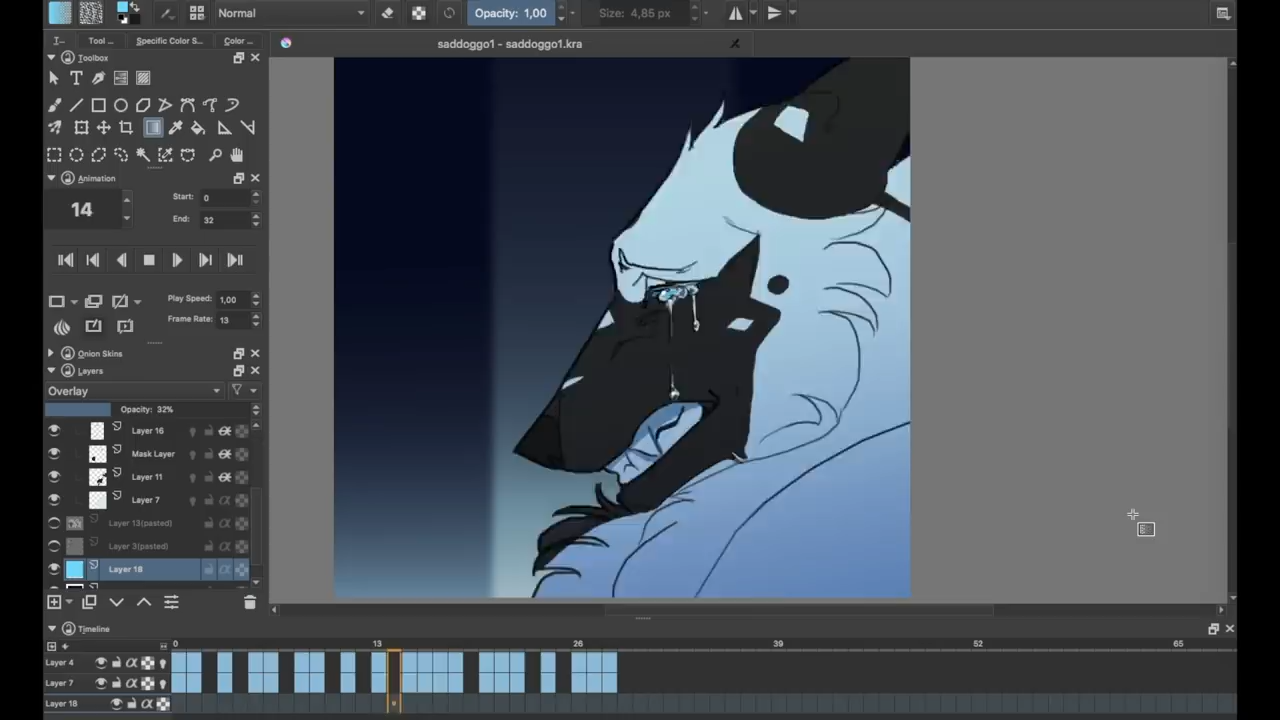 Normal
Opacity: 1,00
Size: 4,85 px
T...
Tool ...
Specific Color S...
Color ...
saddoggo1 - saddoggo1.kra
Toolbox
Animation
14
Start:
0
End:
32
Play Speed:
1,00
Frame Rate:
13
Onion Skins
Layers
Overlay
Opacity: 32%
Layer 16
Mask Layer
Layer 11
Layer 7
Layer 13(pasted)
Layer 3(pasted)
Layer 18
Timeline
0
13
26
39
52
65
Layer 4
Layer 7
Layer 18